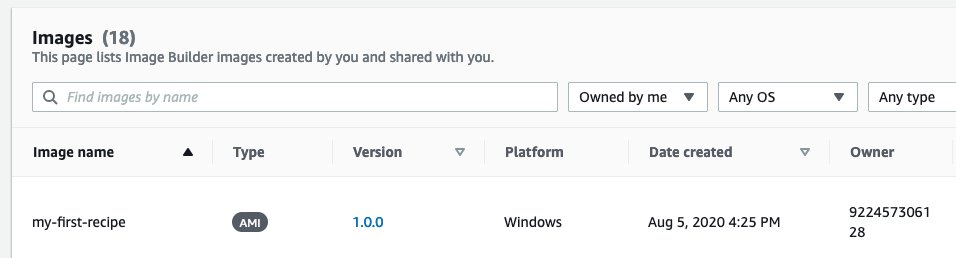 Images (18)
This page lists Image Builder images created by you and shared with you.
Find images by name
Owned by me
Any OS
Any type
Image name Type Version Platform Date created Owner
my-first-recipe AMI 1.0.0 Windows Aug 5, 2020 4:25 PM 9224573061
28